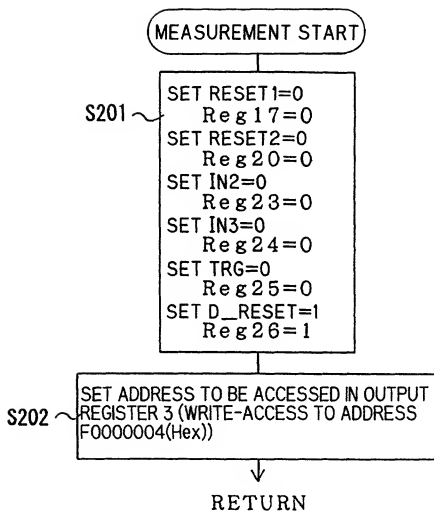 MEASUREMENT START
S201
SET RESET1=0
Reg17=0
SET RESET2=0
Reg20=0
SET IN2=0
Reg23=0
SET IN3=0
Reg24=0
SET TRG=0
Reg25=0
SET D_RESET=1
Reg26=1
S202
SET ADDRESS TO BE ACCESSED IN OUTPUT
REGISTER 3 (WRITE-ACCESS TO ADDRESS
F0000004(Hex))
RETURN